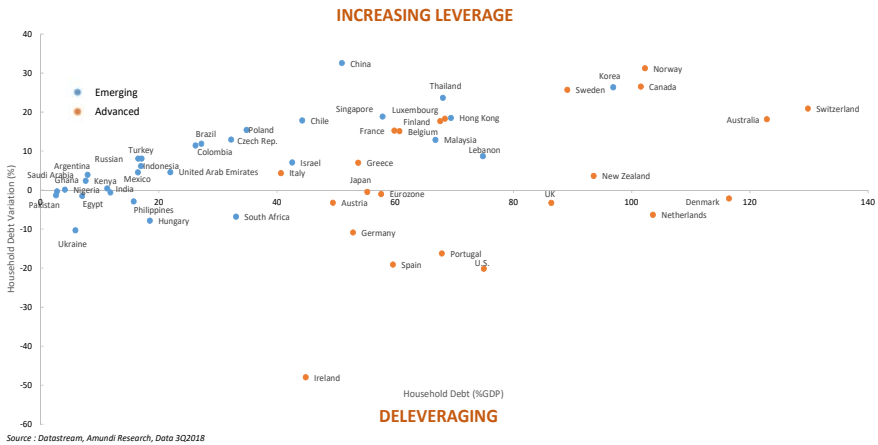 INCREASING LEVERAGE
40
China
30
Norway
Thailand
Korea
Emerging
Sweden
Canada
Advanced
Singapore
Luxembourg
Switzerland
20
Chile
Finland
Hong Kong
Australia
Brazil
Poland
France
Belgium
Czech Rep.
Malaysia
10
Russian
Turkey
Colombia
Lebanon
Argentina
Indonesia
United Arab Emirates
Israel
Greece
Saudi Arabia
Ghana
Kenya
Mexico
Italy
Japan
New Zealand
0
Nigeria
India
Eurozone
UK
0
20
40
60
80
100
120
140
Pakistan
Egypt
Philippines
Austria
Denmark
Hungary
South Africa
Netherlands
-10
Ukraine
Germany
Portugal
U.S.
Spain
-20
-30
-40
Ireland
-50
-60
Household Debt Variation (%)
Household Debt (%GDP)
DELEVERAGING
Source : Datastream, Amundi Research, Data 3Q2018